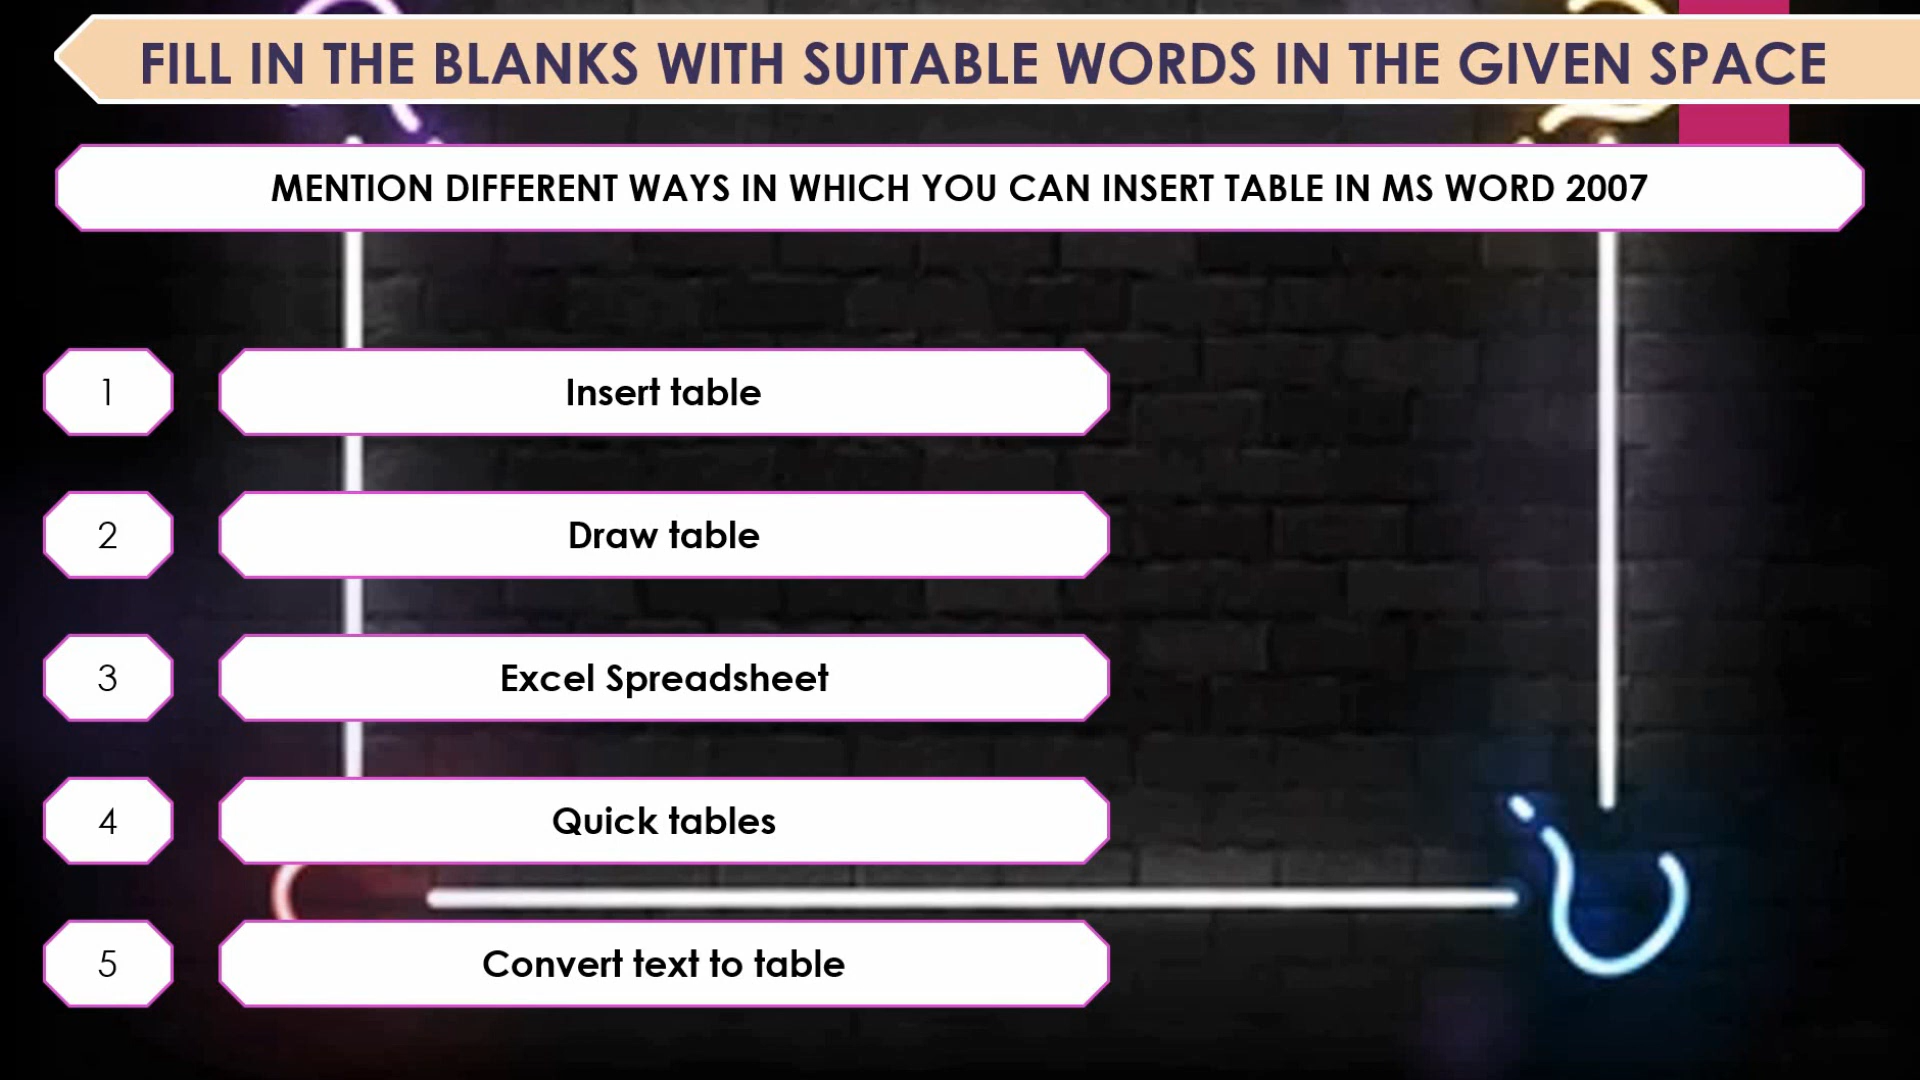 FILL IN THE BLANKS WITH SUITABLE WORDS IN THE GIVEN SPACE
MENTION DIFFERENT WAYS IN WHICH YOU CAN INSERT TABLE IN MS WORD 2007
1 Insert table
2 Draw table
3 Excel Spreadsheet
4 Quick tables
5 Convert text to table